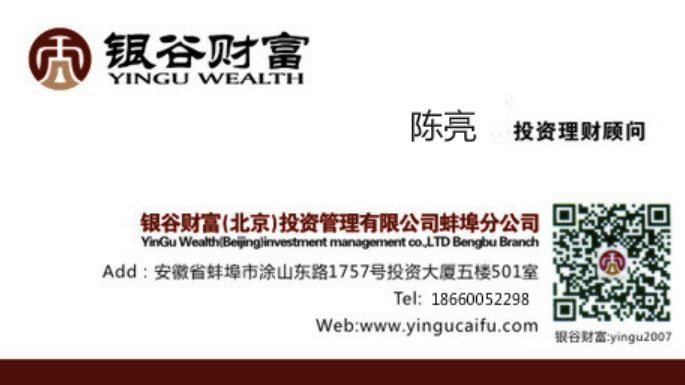 银谷财富
YINGU WEALTH
陈亮 投资理财顾问
银谷财富(北京)投资管理有限公司蚌埠分公司
YinGu Wealth(Beijing)investment management co.,LTD Bengbu Branch
Add：安徽省蚌埠市涂山东路1757号投资大厦五楼501室
Tel: 18660052298
Web:www.yingucaifu.com
银谷财富:yingu2007